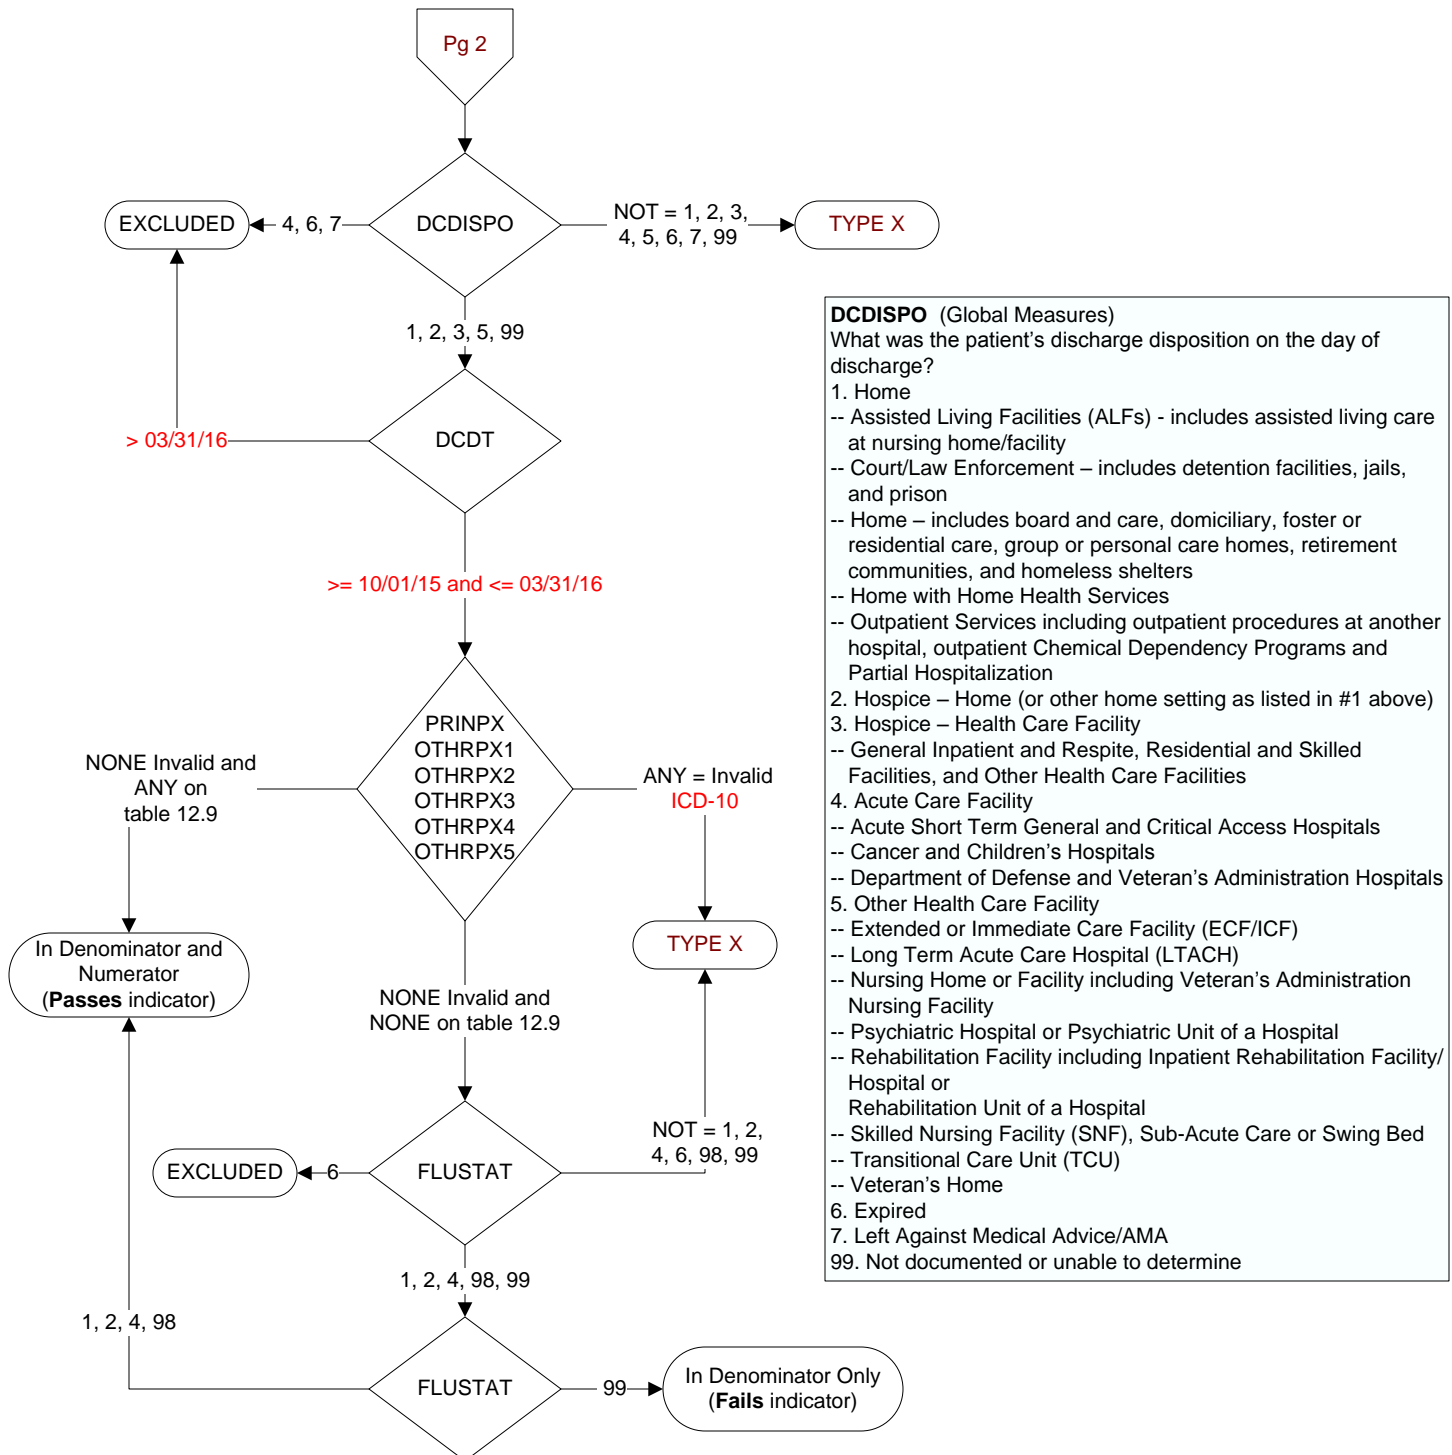 Pg 2
EXCLUDED
4, 6, 7
DCDISPO
NOT = 1, 2, 3,
4, 5, 6, 7, 99
TYPE X
1, 2, 3, 5, 99
> 03/31/16
DCDT
>= 10/01/15 and <= 03/31/16
PRINPX
OTHRPX1
OTHRPX2
OTHRPX3
OTHRPX4
OTHRPX5
NONE Invalid and
ANY on
table 12.9
ANY = Invalid
ICD-10
In Denominator and
Numerator
(Passes indicator)
TYPE X
NONE Invalid and
NONE on table 12.9
EXCLUDED
6
FLUSTAT
NOT = 1, 2,
4, 6, 98, 99
1, 2, 4, 98, 99
1, 2, 4, 98
FLUSTAT
99
In Denominator Only
(Fails indicator)
DCDISPO (Global Measures)
What was the patient’s discharge disposition on the day of
discharge?
1. Home
-- Assisted Living Facilities (ALFs) - includes assisted living care
at nursing home/facility
-- Court/Law Enforcement – includes detention facilities, jails,
and prison
-- Home – includes board and care, domiciliary, foster or
residential care, group or personal care homes, retirement
communities, and homeless shelters
-- Home with Home Health Services
-- Outpatient Services including outpatient procedures at another
hospital, outpatient Chemical Dependency Programs and
Partial Hospitalization
2. Hospice – Home (or other home setting as listed in #1 above)
3. Hospice – Health Care Facility
-- General Inpatient and Respite, Residential and Skilled
Facilities, and Other Health Care Facilities
4. Acute Care Facility
-- Acute Short Term General and Critical Access Hospitals
-- Cancer and Children’s Hospitals
-- Department of Defense and Veteran’s Administration Hospitals
5. Other Health Care Facility
-- Extended or Immediate Care Facility (ECF/ICF)
-- Long Term Acute Care Hospital (LTACH)
-- Nursing Home or Facility including Veteran’s Administration
Nursing Facility
-- Psychiatric Hospital or Psychiatric Unit of a Hospital
-- Rehabilitation Facility including Inpatient Rehabilitation Facility/
Hospital or
Rehabilitation Unit of a Hospital
-- Skilled Nursing Facility (SNF), Sub-Acute Care or Swing Bed
-- Transitional Care Unit (TCU)
-- Veteran’s Home
6. Expired
7. Left Against Medical Advice/AMA
99. Not documented or unable to determine